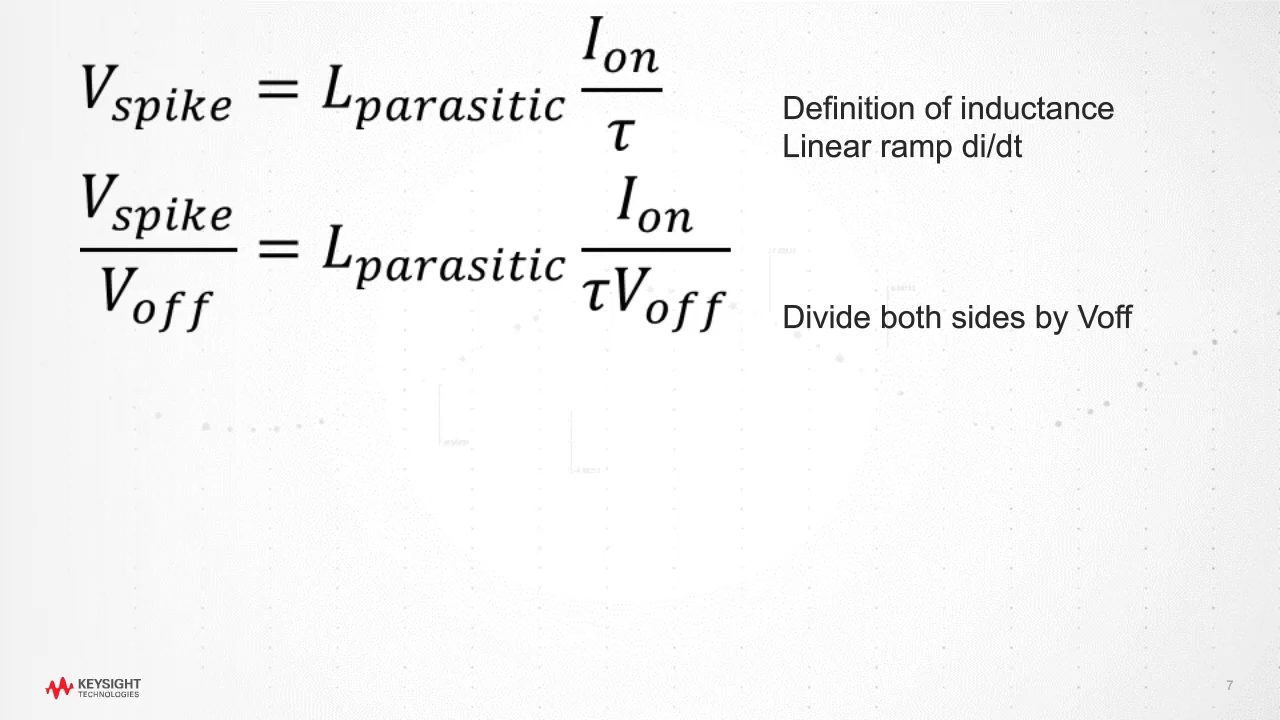 V_spike = L_parasitic I_on/τ
Definition of inductance
Linear ramp di/dt
V_spike/V_off = L_parasitic I_on/τV_off
Divide both sides by Voff
KEYSIGHT
TECHNOLOGIES
7